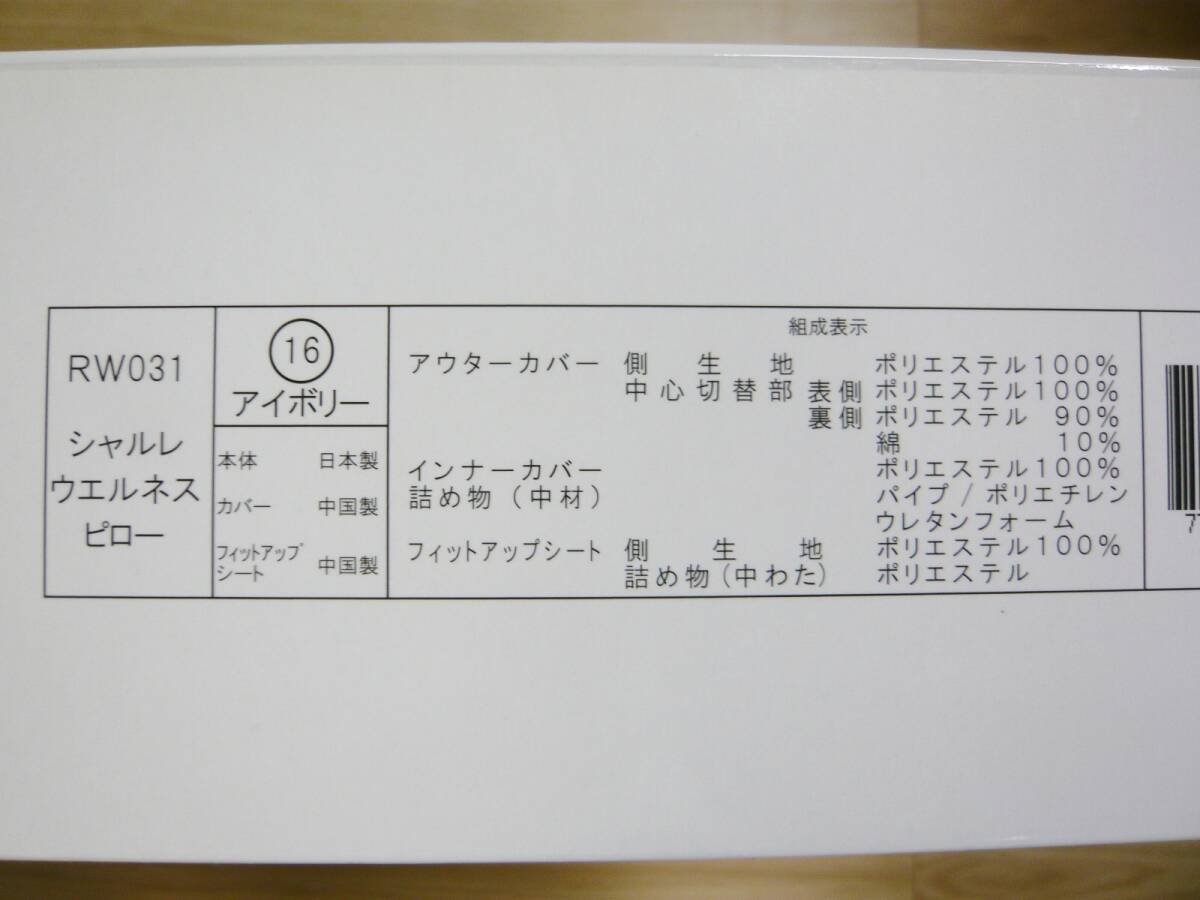 RW031
シャルレ
ウエルネス
ピロー
16
アイボリー
本体 日本製
カバー 中国製
フィットアップ
シート 中国製
組成表示
アウターカバー 側生地 ポリエステル100%
中心切替部 表側 ポリエステル100%
裏側 ポリエステル 90%
綿 10%
インナーカバー ポリエステル100%
詰め物(中材) パイプ/ポリエチレン
ウレタンフォーム
フィットアップシート 側生地 ポリエステル100%
詰め物(中わた) ポリエステル